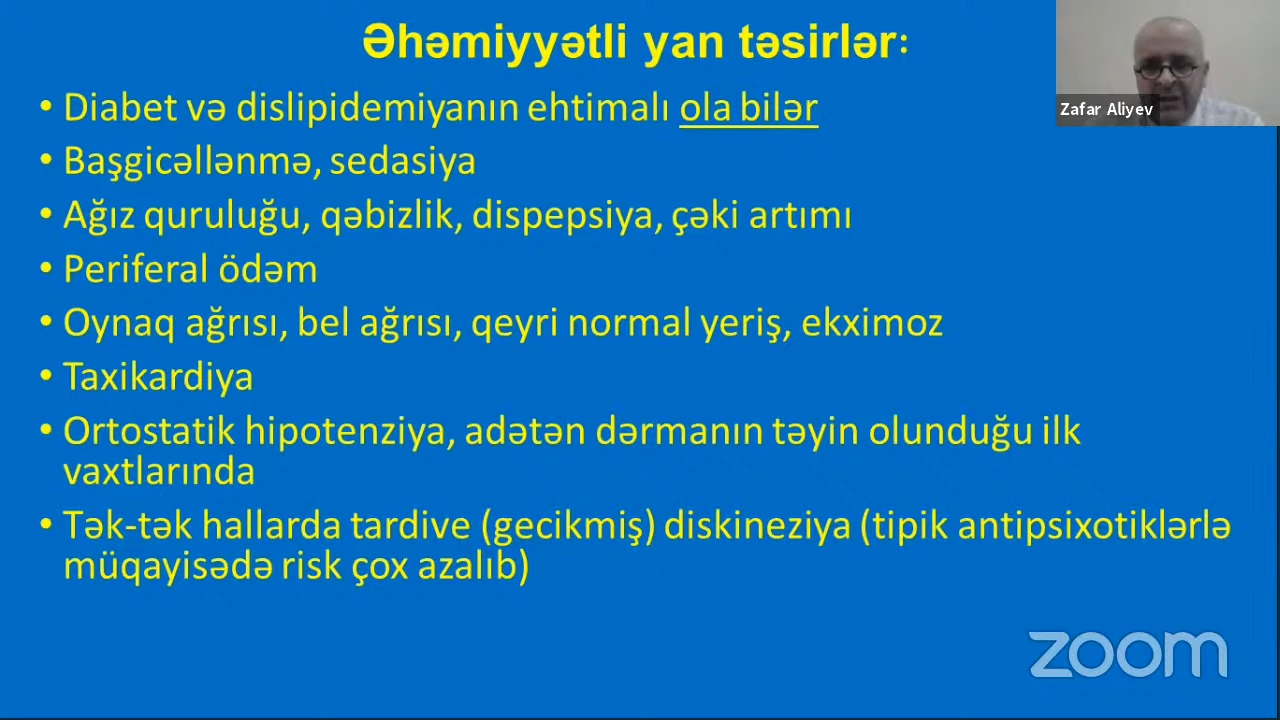 Əhəmiyyətli yan təsirlər:
Zafar Aliyev
• Diabet və dislipidemiyanın ehtimalı ola bilər
• Başgicəllənmə, sedasiya
• Ağız quruluğu, qəbizlik, dispepsiya, çəki artımı
• Periferal ödəm
• Oynaq ağrısı, bel ağrısı, qeyri normal yeriş, ekximoz
• Taxikardiya
• Ortostatik hipotenziya, adətən dərmanın təyin olunduğu ilk
vaxtlarında
• Tək-tək hallarda tardive (gecikmiş) diskineziya (tipik antipsixotiklərlə
müqayisədə risk çox azalıb)
zoom